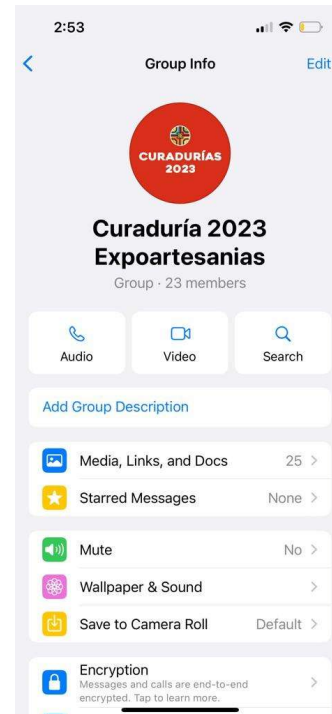 2:53
Group Info
Edit
CURADURÍAS
2023
Curaduría 2023
Expoartesanias
Group · 23 members
Audio
Video
Search
Add Group Description
Media, Links, and Docs 25
Starred Messages None
Mute No
Wallpaper & Sound
Save to Camera Roll Default
Encryption
Messages and calls are end-to-end
encrypted. Tap to learn more.